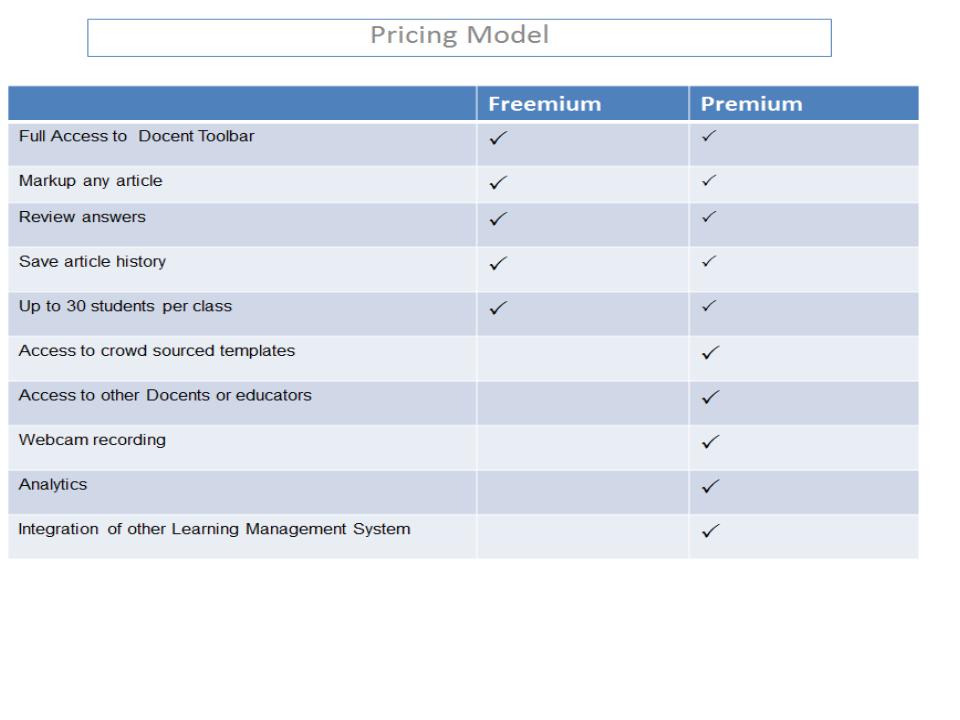 Pricing Model
Freemium Premium
Full Access to Docent Toolbar ✓ ✓
Markup any article ✓ ✓
Review answers ✓ ✓
Save article history ✓ ✓
Up to 30 students per class ✓ ✓
Access to crowd sourced templates ✓
Access to other Docents or educators ✓
Webcam recording ✓
Analytics ✓
Integration of other Learning Management System ✓